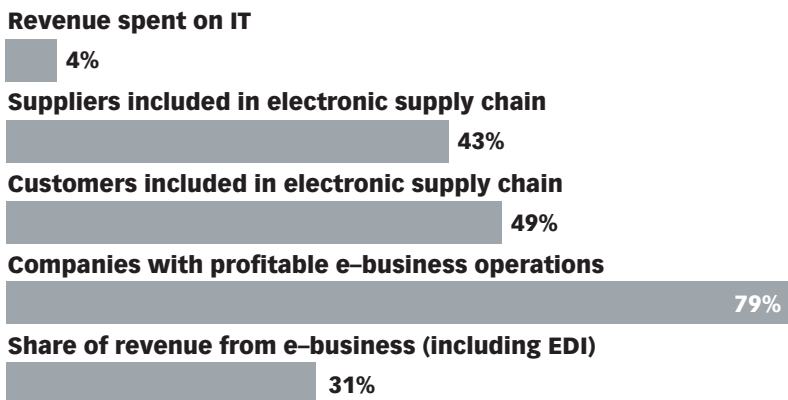 Revenue spent on IT
4%
Suppliers included in electronic supply chain
43%
Customers included in electronic supply chain
49%
Companies with profitable e–business operations
79%
Share of revenue from e–business (including EDI)
31%